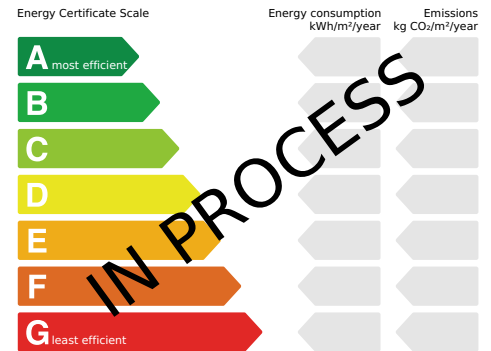 Energy Certificate Scale
Energy consumption
kWh/m²/year
Emissions
kg CO₂/m²/year
A most efficient
B
C
D
E
F
G least efficient
IN PROCESS